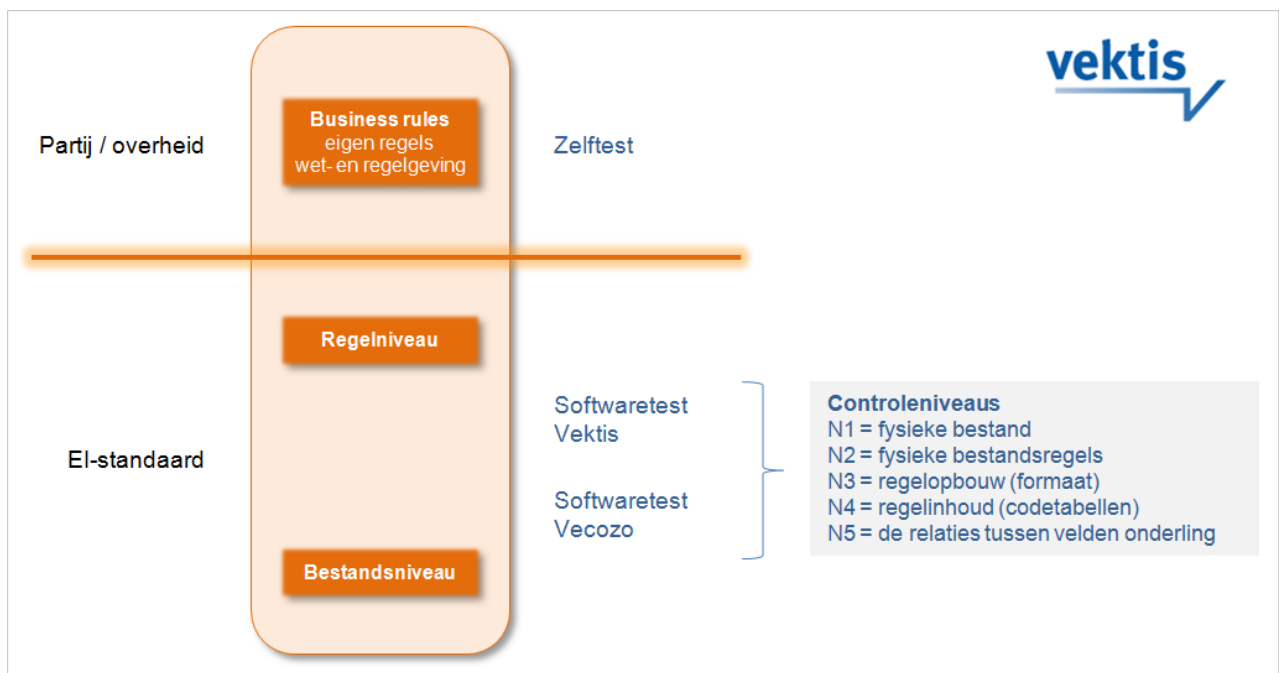 vektis
Partij / overheid
Business rules
eigen regels
wet- en regelgeving
Zelftest
Regelniveau
EI-standaard
Softwaretest
Vektis
Softwaretest
Vecozo
Controleniveaus
N1 = fysieke bestand
N2 = fysieke bestandsregels
N3 = regelopbouw (formaat)
N4 = regelinhoud (codetabellen)
N5 = de relaties tussen velden onderling
Bestandsniveau